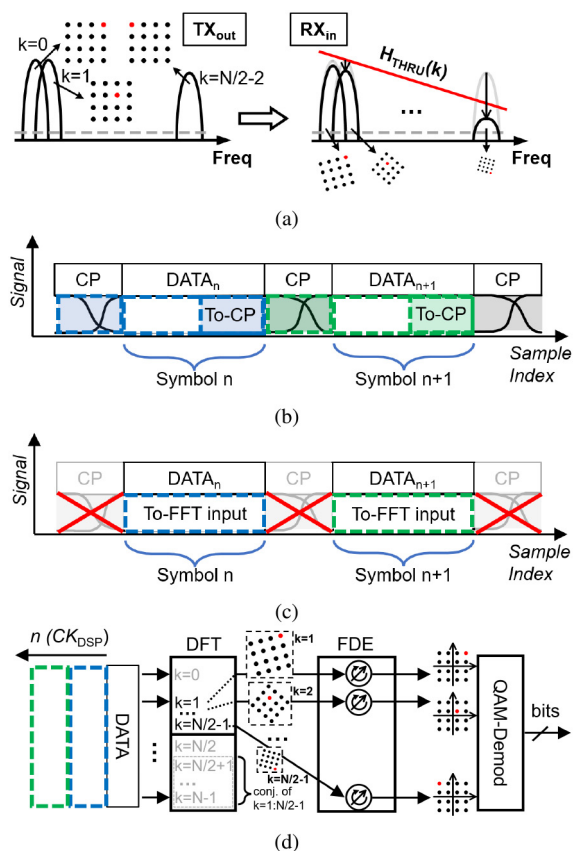 TX_out
RX_in
k=0
k=1
k=N/2-2
H_THRU(k)
...
Freq
Freq
(a)
Signal
CP
DATA_n
CP
DATA_n+1
CP
To-CP
To-CP
Symbol n
Symbol n+1
Sample
Index
(b)
Signal
CP
DATA_n
CP
DATA_n+1
CP
To-FFT input
To-FFT input
Symbol n
Symbol n+1
Sample
Index
(c)
n (CK_DSP)
DATA
DFT
k=0
k=1
...
k=N/2-1
k=N/2
k=N/2+1
...
k=N-1
k=1
k=2
...
k=N/2-1
conj. of
k=1:N/2-1
FDE
QAM-Demod
bits
(d)